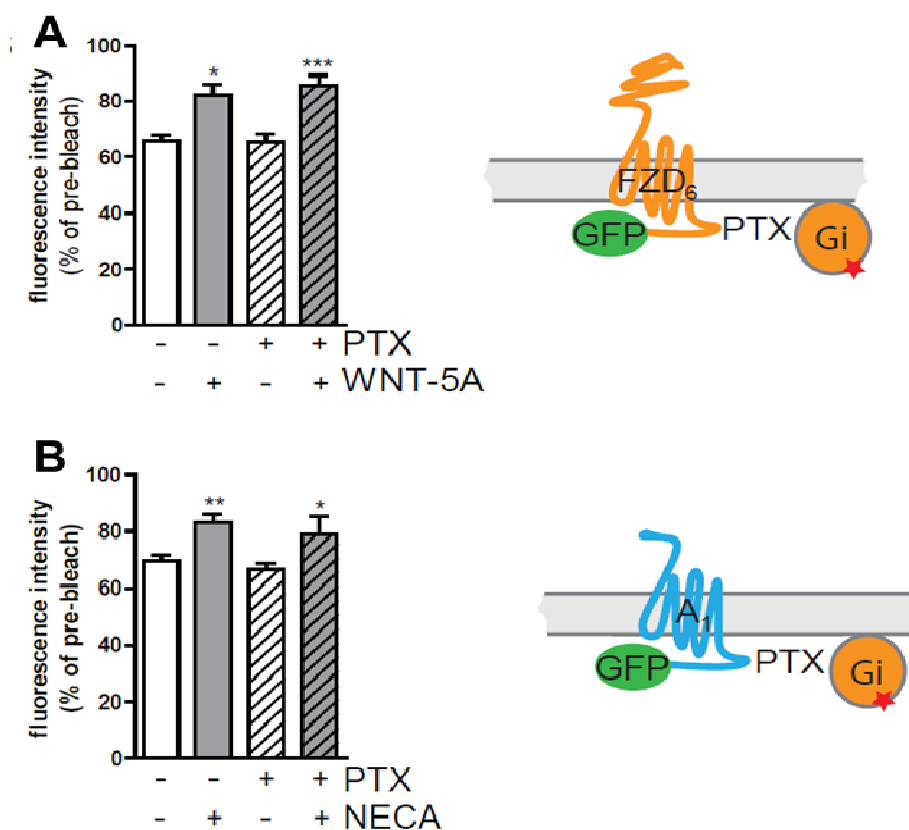 A
fluorescence intensity
(% of pre-bleach)
100
80
60
40
20
0
*
***
- - + + PTX
- + - + WNT-5A
FZD6
GFP
PTX
Gi
B
fluorescence intensity
(% of pre-bleach)
100
80
60
40
20
0
**
*
- - + + PTX
- + - + NECA
A1
GFP
PTX
Gi